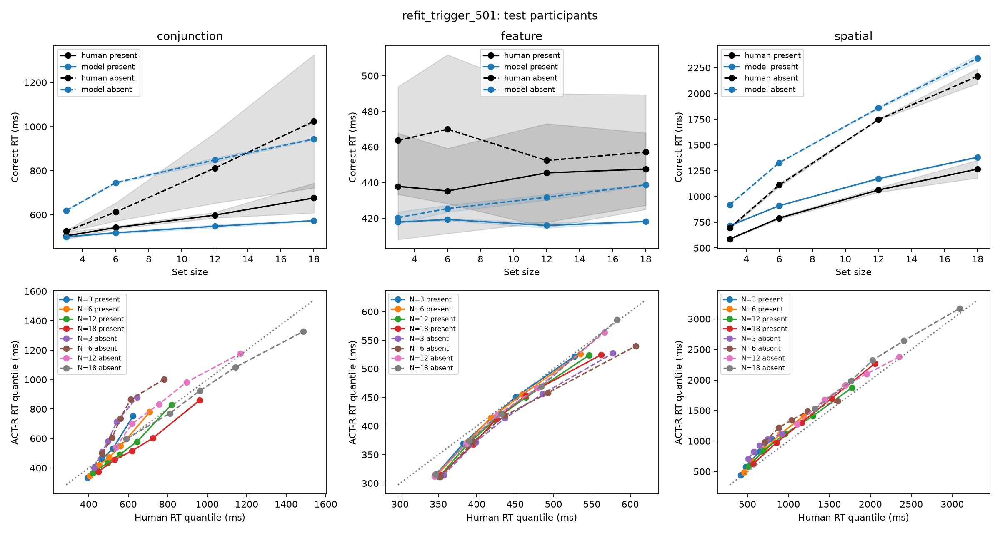 refit_trigger_501: test participants
conjunction
human present
model present
human absent
model absent
Correct RT (ms)
1200
1000
800
600
4 6 8 10 12 14 16 18
Set size
feature
human present
model present
human absent
model absent
Correct RT (ms)
500
480
460
440
420
4 6 8 10 12 14 16 18
Set size
spatial
human present
model present
human absent
model absent
Correct RT (ms)
2250
2000
1750
1500
1250
1000
750
500
4 6 8 10 12 14 16 18
Set size
N=3 present
N=6 present
N=12 present
N=18 present
N=3 absent
N=6 absent
N=12 absent
N=18 absent
ACT-R RT quantile (ms)
1600
1400
1200
1000
800
600
400
400 600 800 1000 1200 1400 1600
Human RT quantile (ms)
N=3 present
N=6 present
N=12 present
N=18 present
N=3 absent
N=6 absent
N=12 absent
N=18 absent
ACT-R RT quantile (ms)
600
550
500
450
400
350
300
300 350 400 450 500 550 600
Human RT quantile (ms)
N=3 present
N=6 present
N=12 present
N=18 present
N=3 absent
N=6 absent
N=12 absent
N=18 absent
ACT-R RT quantile (ms)
3000
2500
2000
1500
1000
500
500 1000 1500 2000 2500 3000
Human RT quantile (ms)